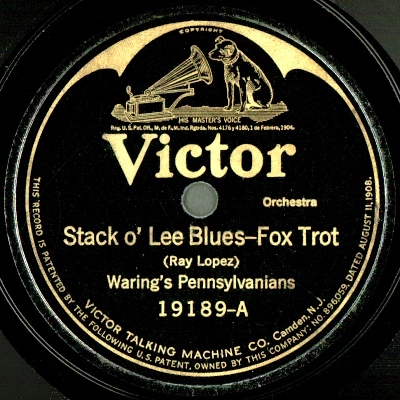 COPYRIGHT
HIS MASTER'S VOICE
Reg. U.S. Pat. Off., M. de F. M. Ind. Rgtrda. Nos. 4176 y 4180, 1 de Febrero, 1904.
Victor
Orchestra
Stack o' Lee Blues–Fox Trot
(Ray Lopez)
Waring's Pennsylvanians
19189-A
THIS RECORD IS PATENTED BY THE FOLLOWING U.S. PATENT, OWNED BY THIS COMPANY: NO. 896,059, DATED AUGUST 11, 1908.
VICTOR TALKING MACHINE CO. Camden, N.J.